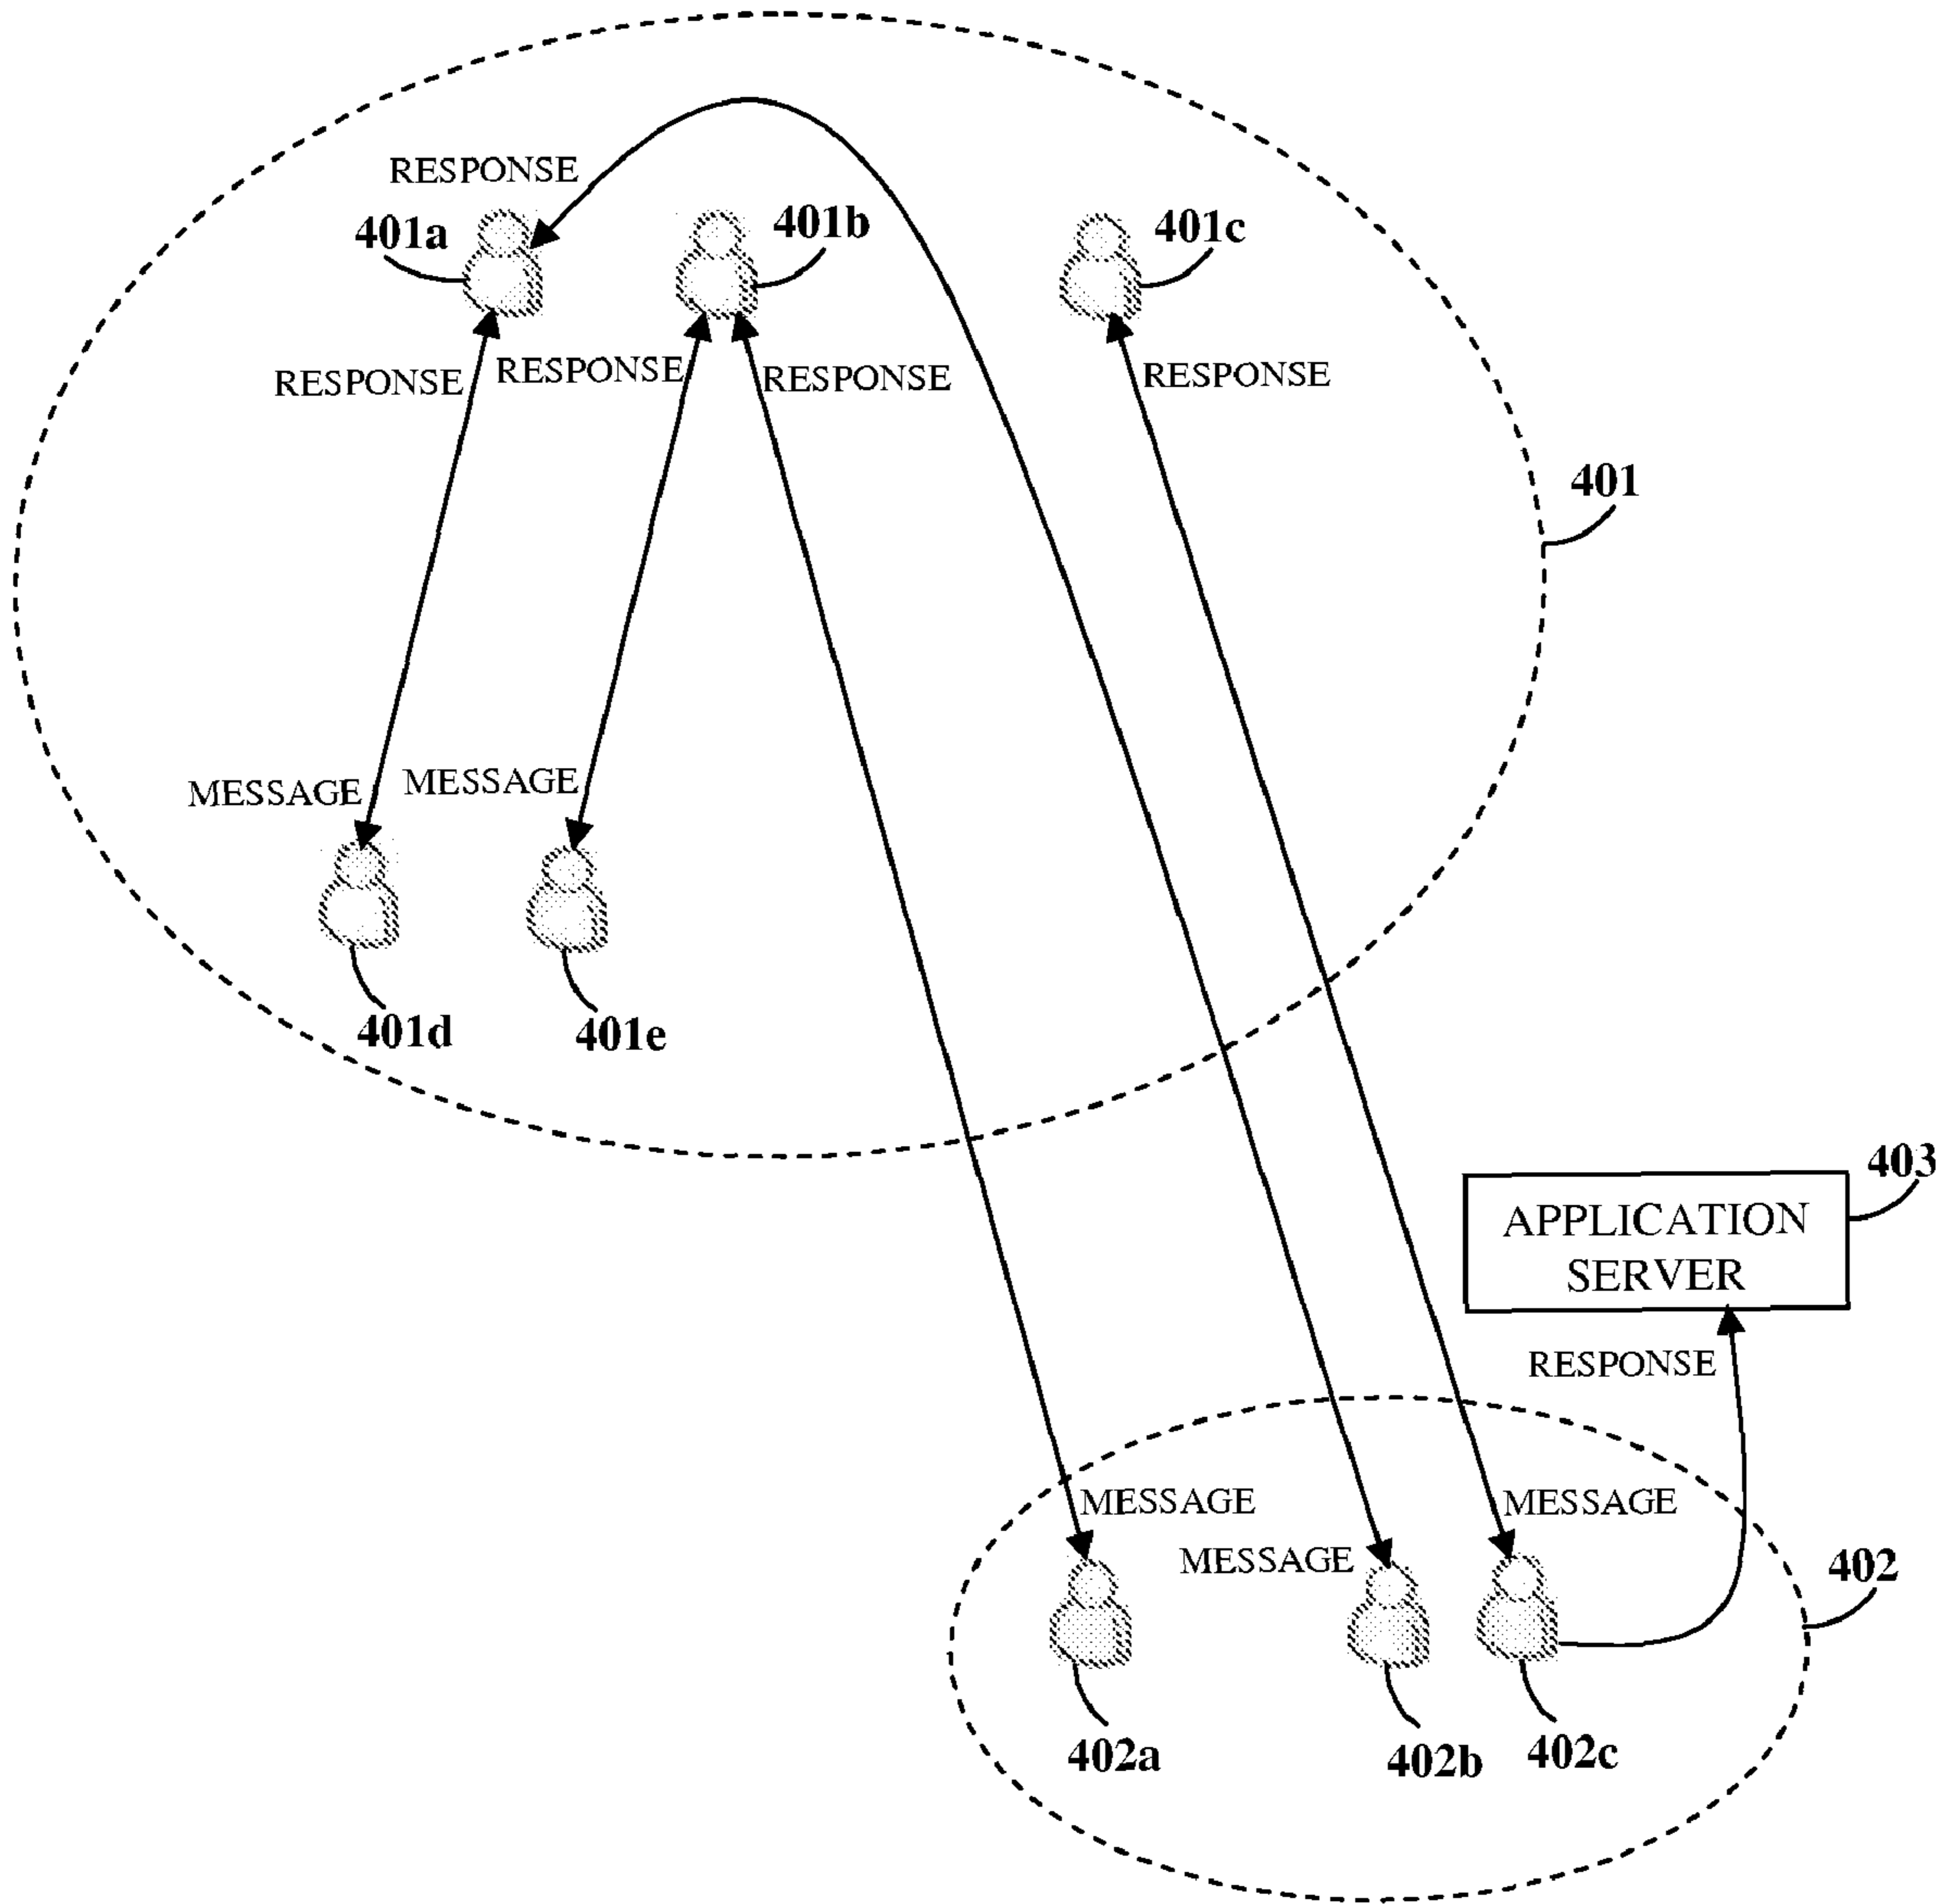 RESPONSE
401a
401b
401c
RESPONSE
RESPONSE
RESPONSE
RESPONSE
401
MESSAGE
MESSAGE
401d
401e
403
APPLICATION
SERVER
RESPONSE
MESSAGE
MESSAGE
MESSAGE
402
402a
402b
402c